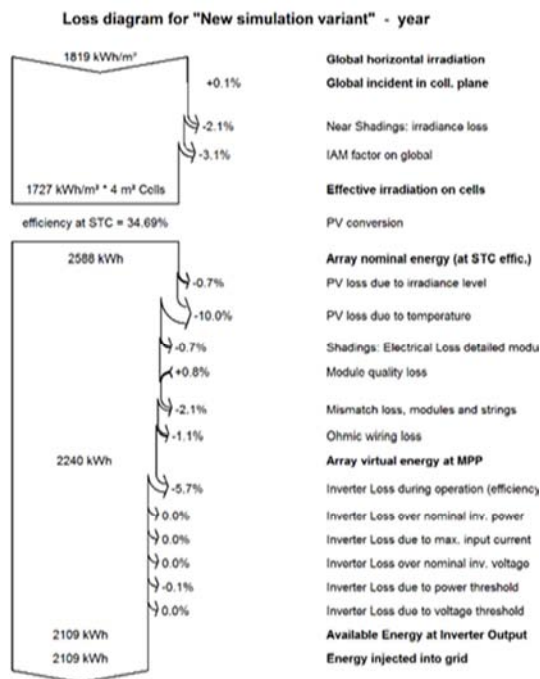 Loss diagram for "New simulation variant" - year
1819 kWh/m² Global horizontal irradiation
+0.1% Global incident in coll. plane
-2.1% Near Shadings: irradiance loss
-3.1% IAM factor on global
1727 kWh/m² * 4 m² Cells Effective irradiation on cells
efficiency at STC = 34.69% PV conversion
2588 kWh Array nominal energy (at STC effic.)
-0.7% PV loss due to irradiance level
-10.0% PV loss due to temperature
-0.7% Shadings: Electrical Loss detailed modu
+0.8% Module quality loss
-2.1% Mismatch loss, modules and strings
-1.1% Ohmic wiring loss
2240 kWh Array virtual energy at MPP
-5.7% Inverter Loss during operation (efficiency
0.0% Inverter Loss over nominal inv. power
0.0% Inverter Loss due to max. input current
0.0% Inverter Loss over nominal inv. voltage
-0.1% Inverter Loss due to power threshold
0.0% Inverter Loss due to voltage threshold
2109 kWh Available Energy at Inverter Output
2109 kWh Energy injected into grid